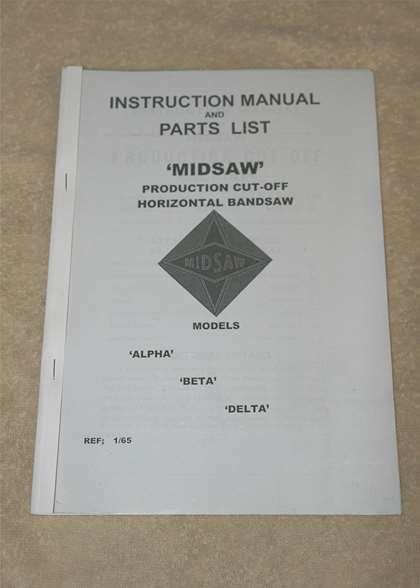 INSTRUCTION MANUAL
AND
PARTS LIST
‘MIDSAW’
PRODUCTION CUT-OFF
HORIZONTAL BANDSAW
MIDSAW
MODELS
‘ALPHA’
‘BETA’
‘DELTA’
REF; 1/65